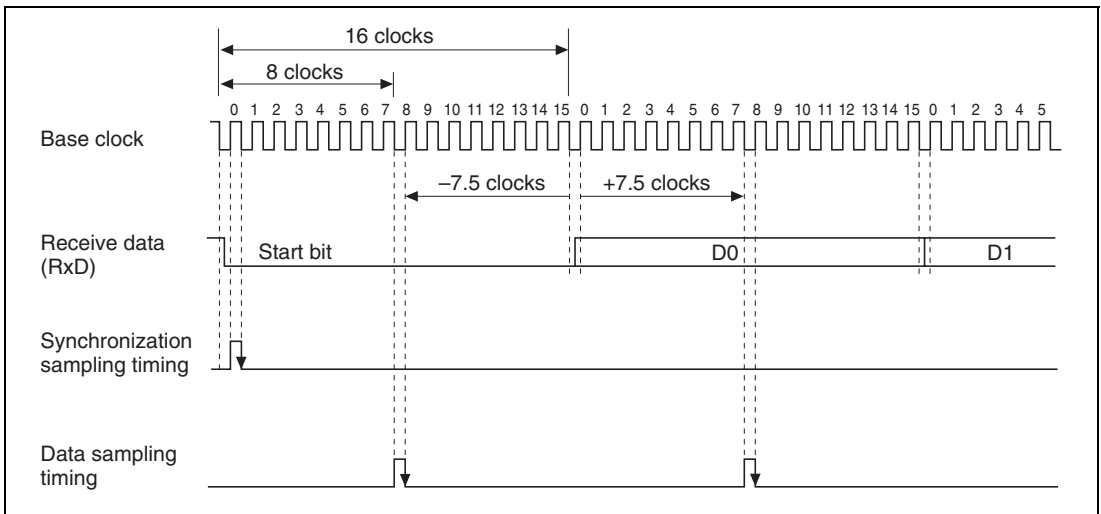 16 clocks
8 clocks
0 1 2 3 4 5 6 7 8 9 10 11 12 13 14 15 0 1 2 3 4 5 6 7 8 9 10 11 12 13 14 15 0 1 2 3 4 5
Base clock
–7.5 clocks +7.5 clocks
Receive data
(RxD)
Start bit D0 D1
Synchronization
sampling timing
Data sampling
timing